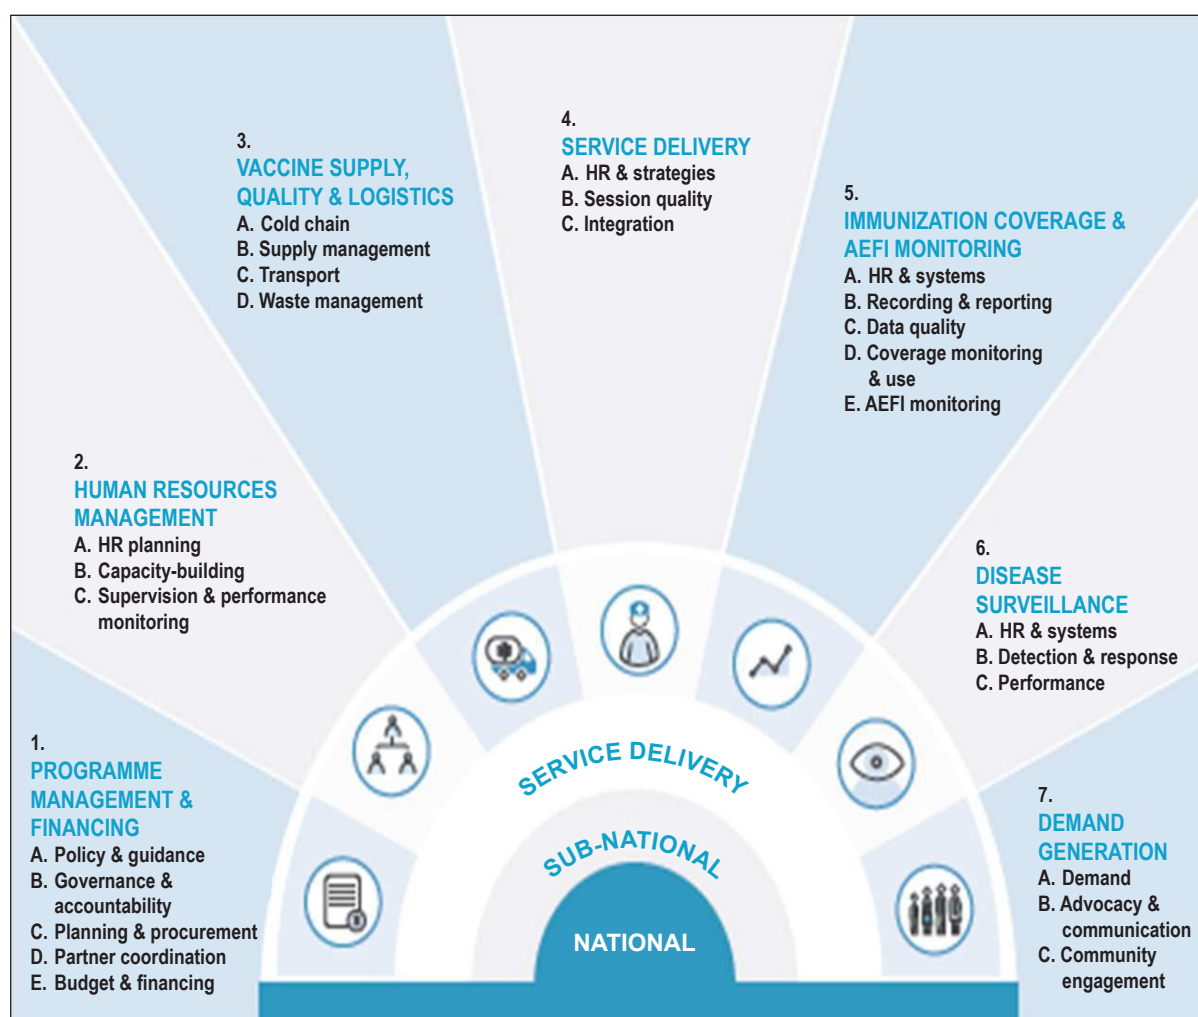 1.
PROGRAMME
MANAGEMENT &
FINANCING
A. Policy & guidance
B. Governance &
accountability
C. Planning & procurement
D. Partner coordination
E. Budget & financing
2.
HUMAN RESOURCES
MANAGEMENT
A. HR planning
B. Capacity-building
C. Supervision & performance
monitoring
3.
VACCINE SUPPLY,
QUALITY & LOGISTICS
A. Cold chain
B. Supply management
C. Transport
D. Waste management
4.
SERVICE DELIVERY
A. HR & strategies
B. Session quality
C. Integration
5.
IMMUNIZATION COVERAGE &
AEFI MONITORING
A. HR & systems
B. Recording & reporting
C. Data quality
D. Coverage monitoring
& use
E. AEFI monitoring
6.
DISEASE
SURVEILLANCE
A. HR & systems
B. Detection & response
C. Performance
7.
DEMAND
GENERATION
A. Demand
B. Advocacy &
communication
C. Community
engagement
SERVICE DELIVERY
SUB-NATIONAL
NATIONAL